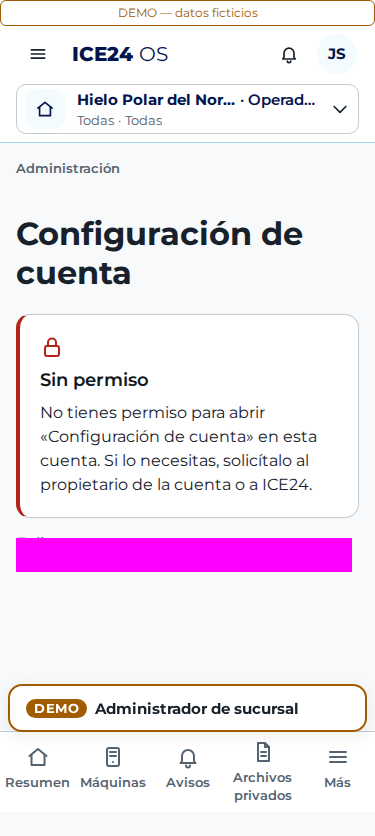 DEMO — datos ficticios
ICE24 OS
JS
Hielo Polar del Nor... · Operad...
Todas · Todas
Administración
Configuración de
cuenta
Sin permiso
No tienes permiso para abrir
«Configuración de cuenta» en esta
cuenta. Si lo necesitas, solicítalo al
propietario de la cuenta o a ICE24.
DEMO Administrador de sucursal
Resumen
Máquinas
Avisos
Archivos
privados
Más